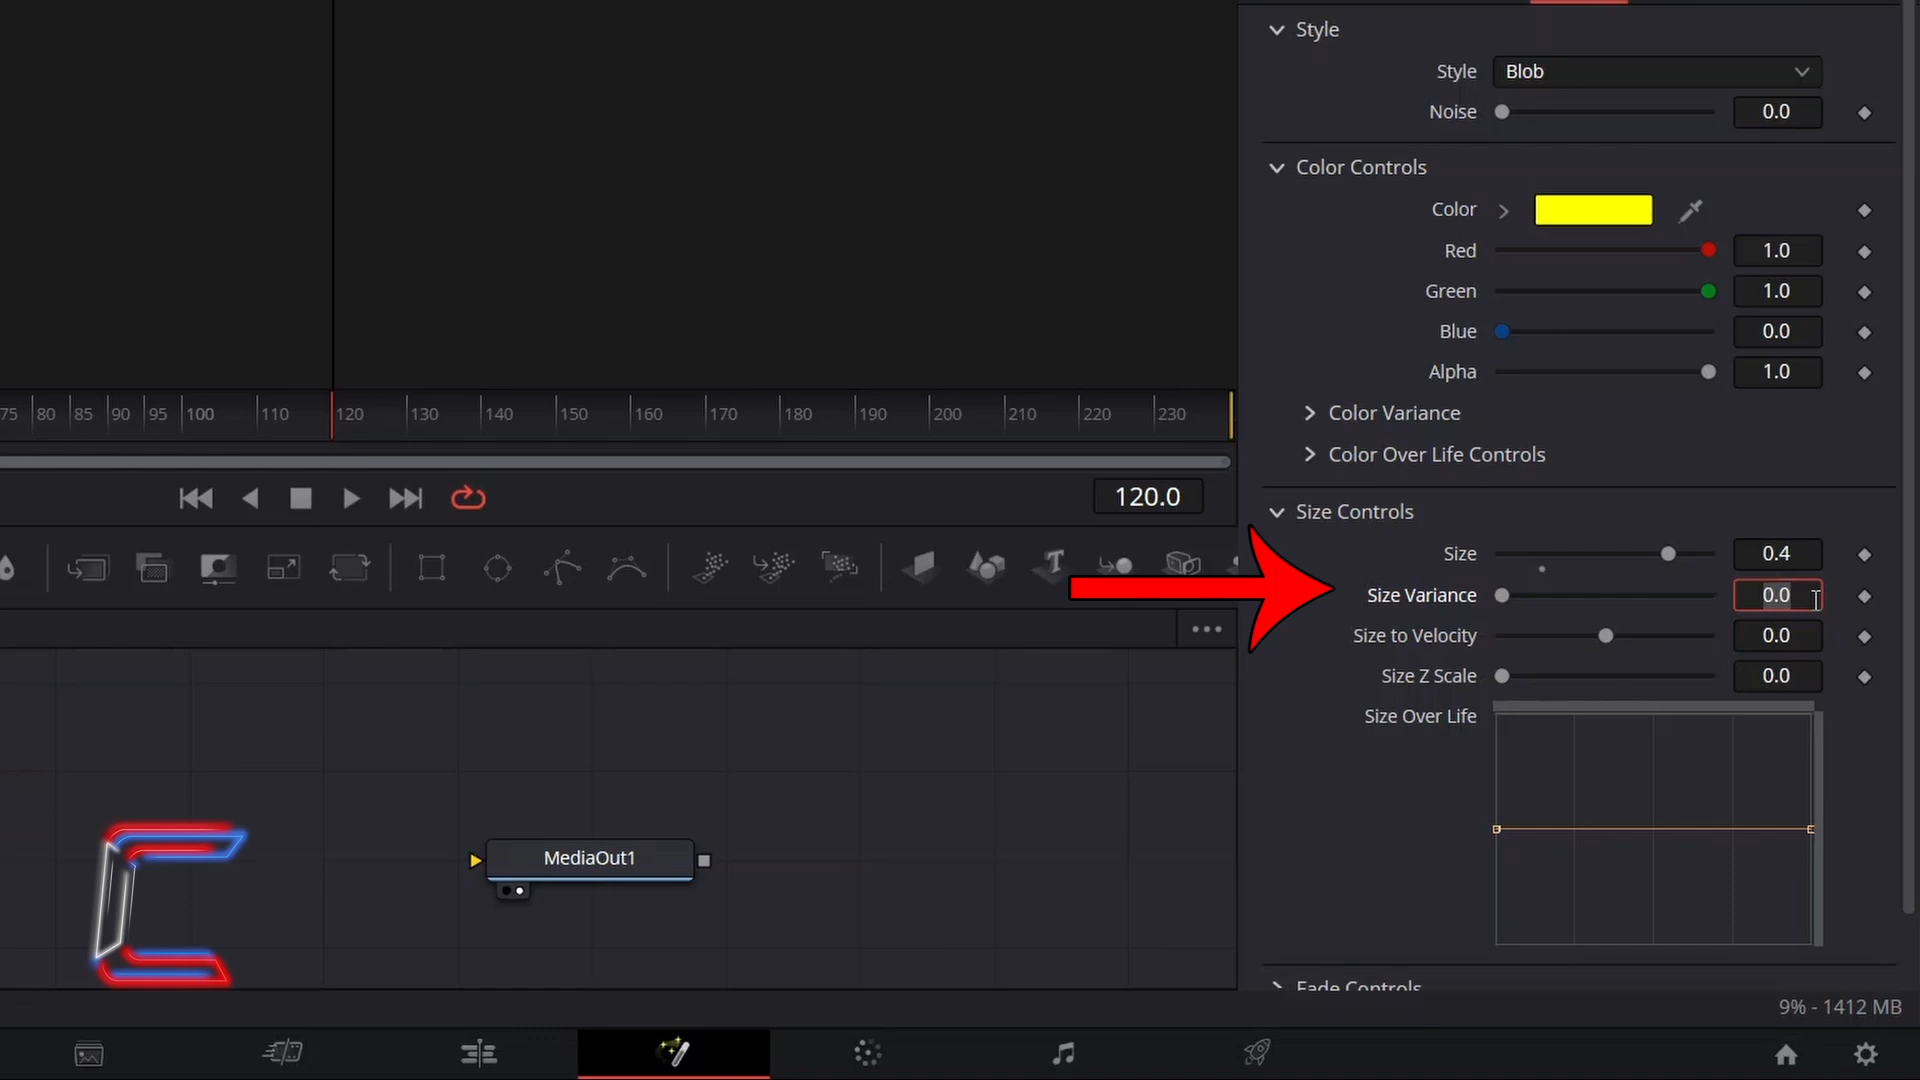 Style
Style Blob
Noise 0.0
Color Controls
Color
Red 1.0
Green 1.0
Blue 0.0
Alpha 1.0
75 80 85 90 95 100 110 120 130 140 150 160 170 180 190 200 210 220 230
Color Variance
Color Over Life Controls
120.0
Size Controls
Size 0.4
Size Variance 0.0
Size to Velocity 0.0
Size Z Scale 0.0
Size Over Life
MediaOut1
Fade Controls
9% - 1412 MB